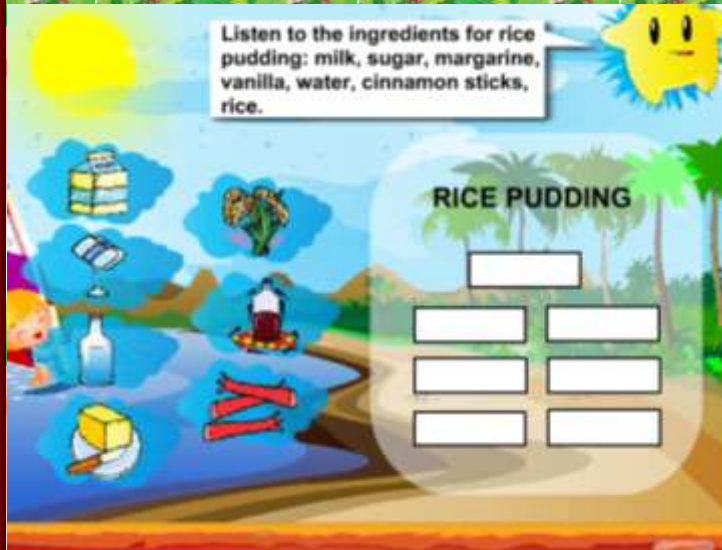 Listen to the ingredients for rice
pudding: milk, sugar, margarine,
vanilla, water, cinnamon sticks,
rice.
RICE PUDDING